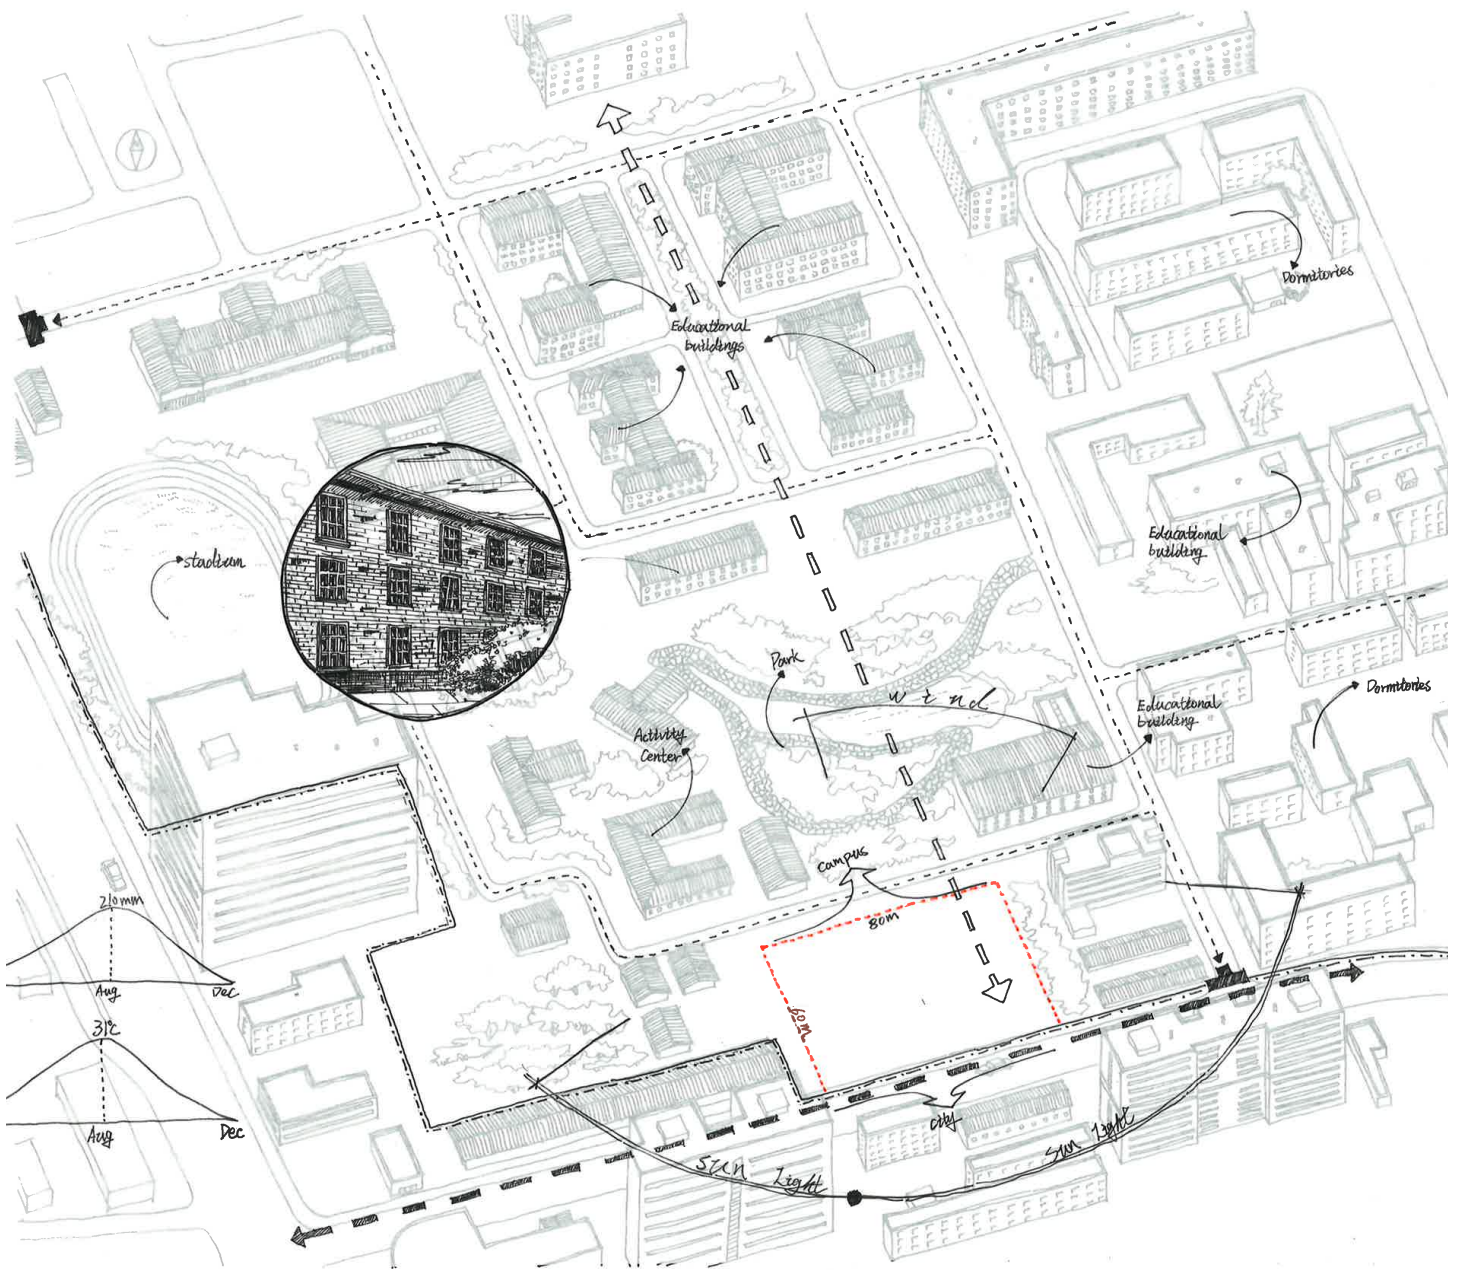 Dormitories
Educational
buildings
Educational
building
stadium
Park
wind
Dormitories
Educational
building
Activity
Center
campus
80m
60m
210mm
Aug
Dec
31℃
Aug
Dec
city
Sun Light
Sun Light